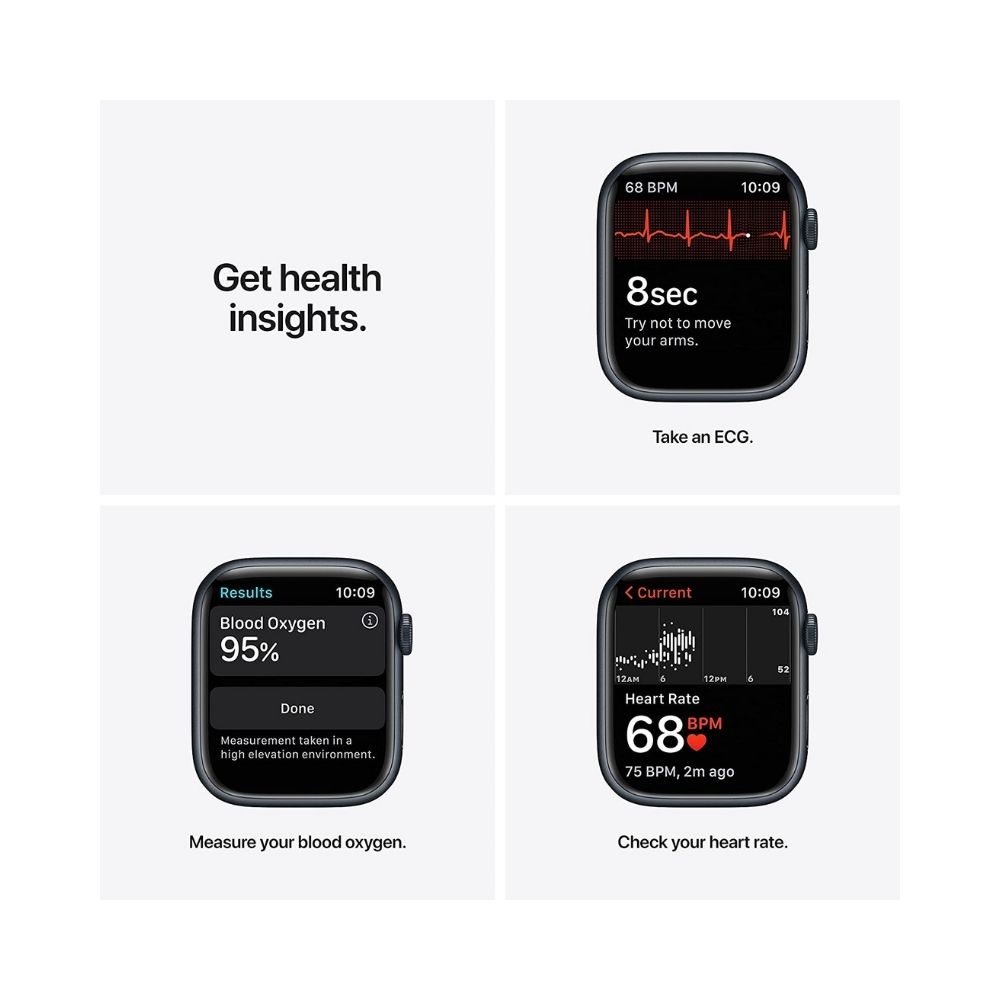 Get health
insights.
68 BPM 10:09
8sec
Try not to move
your arms.
Take an ECG.
Results 10:09
Blood Oxygen
95%
Done
Measurement taken in a
high elevation environment.
Measure your blood oxygen.
Current 10:09
104
52
12AM 6 12PM 6
Heart Rate
68 BPM
75 BPM, 2m ago
Check your heart rate.